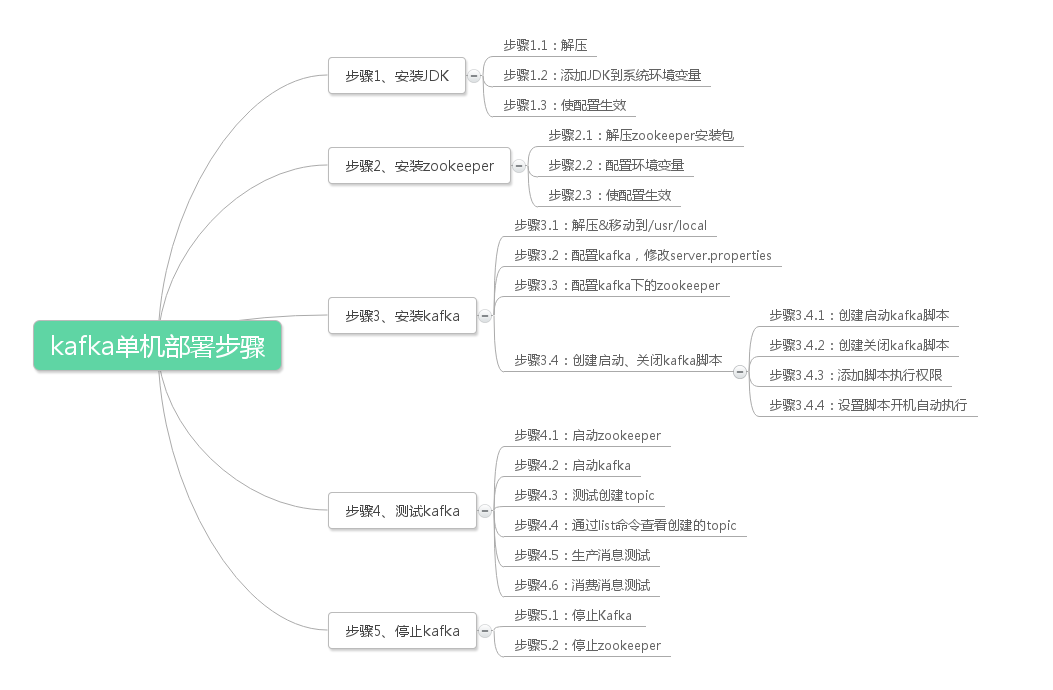 kafka单机部署步骤
步骤1、安装JDK
步骤1.1：解压
步骤1.2：添加JDK到系统环境变量
步骤1.3：使配置生效
步骤2、安装zookeeper
步骤2.1：解压zookeeper安装包
步骤2.2：配置环境变量
步骤2.3：使配置生效
步骤3、安装kafka
步骤3.1：解压&移动到/usr/local
步骤3.2：配置kafka，修改server.properties
步骤3.3：配置kafka下的zookeeper
步骤3.4：创建启动、关闭kafka脚本
步骤3.4.1：创建启动kafka脚本
步骤3.4.2：创建关闭kafka脚本
步骤3.4.3：添加脚本执行权限
步骤3.4.4：设置脚本开机自动执行
步骤4、测试kafka
步骤4.1：启动zookeeper
步骤4.2：启动kafka
步骤4.3：测试创建topic
步骤4.4：通过list命令查看创建的topic
步骤4.5：生产消息测试
步骤4.6：消费消息测试
步骤5、停止kafka
步骤5.1：停止Kafka
步骤5.2：停止zookeeper